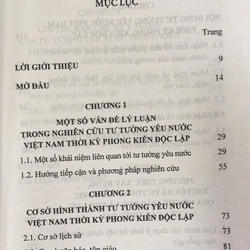 MỤC LỤC
Trang
LỜI GIỚI THIỆU 9
MỞ ĐẦU 14
CHƯƠNG 1
MỘT SỐ VẤN ĐỀ LÝ LUẬN
TRONG NGHIÊN CỨU TƯ TƯỞNG YÊU NƯỚC
VIỆT NAM THỜI KỲ PHONG KIẾN ĐỘC LẬP 29
1.1. Một số khái niệm liên quan tới tư tưởng yêu nước 29
1.2. Hướng tiếp cận và phương pháp nghiên cứu 55
CHƯƠNG 2
CƠ SỞ HÌNH THÀNH TƯ TƯỞNG YÊU NƯỚC
VIỆT NAM THỜI KỲ PHONG KIẾN ĐỘC LẬP 73
2.1. Cơ sở lịch sử 73
81